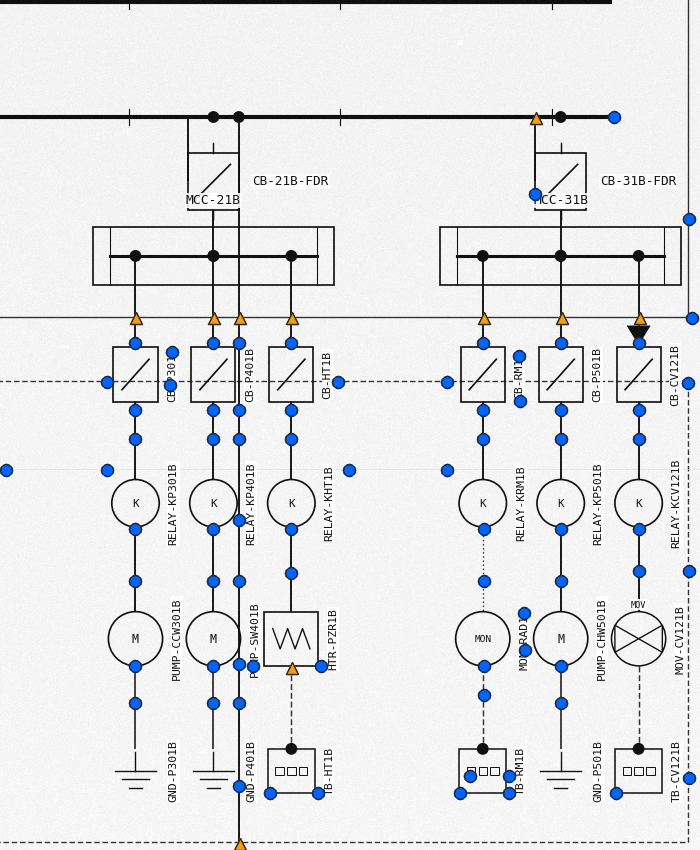 CB-21B-FDR
CB-31B-FDR
MCC-21B
MCC-31B
CB-P301B
CB-P401B
CB-HT1B
CB-RM1B
CB-P501B
CB-CV121B
K
K
K
K
K
K
RELAY-KP301B
RELAY-KP401B
RELAY-KHT1B
RELAY-KRM1B
RELAY-KP501B
RELAY-KCV121B
MOV
M
M
MON
M
PUMP-CCW301B
PUMP-SW401B
HTR-PZR1B
PUMP-CHW501B
MOV-CV121B
GND-P301B
GND-P401B
TB-HT1B
TB-RM1B
GND-P501B
TB-CV121B